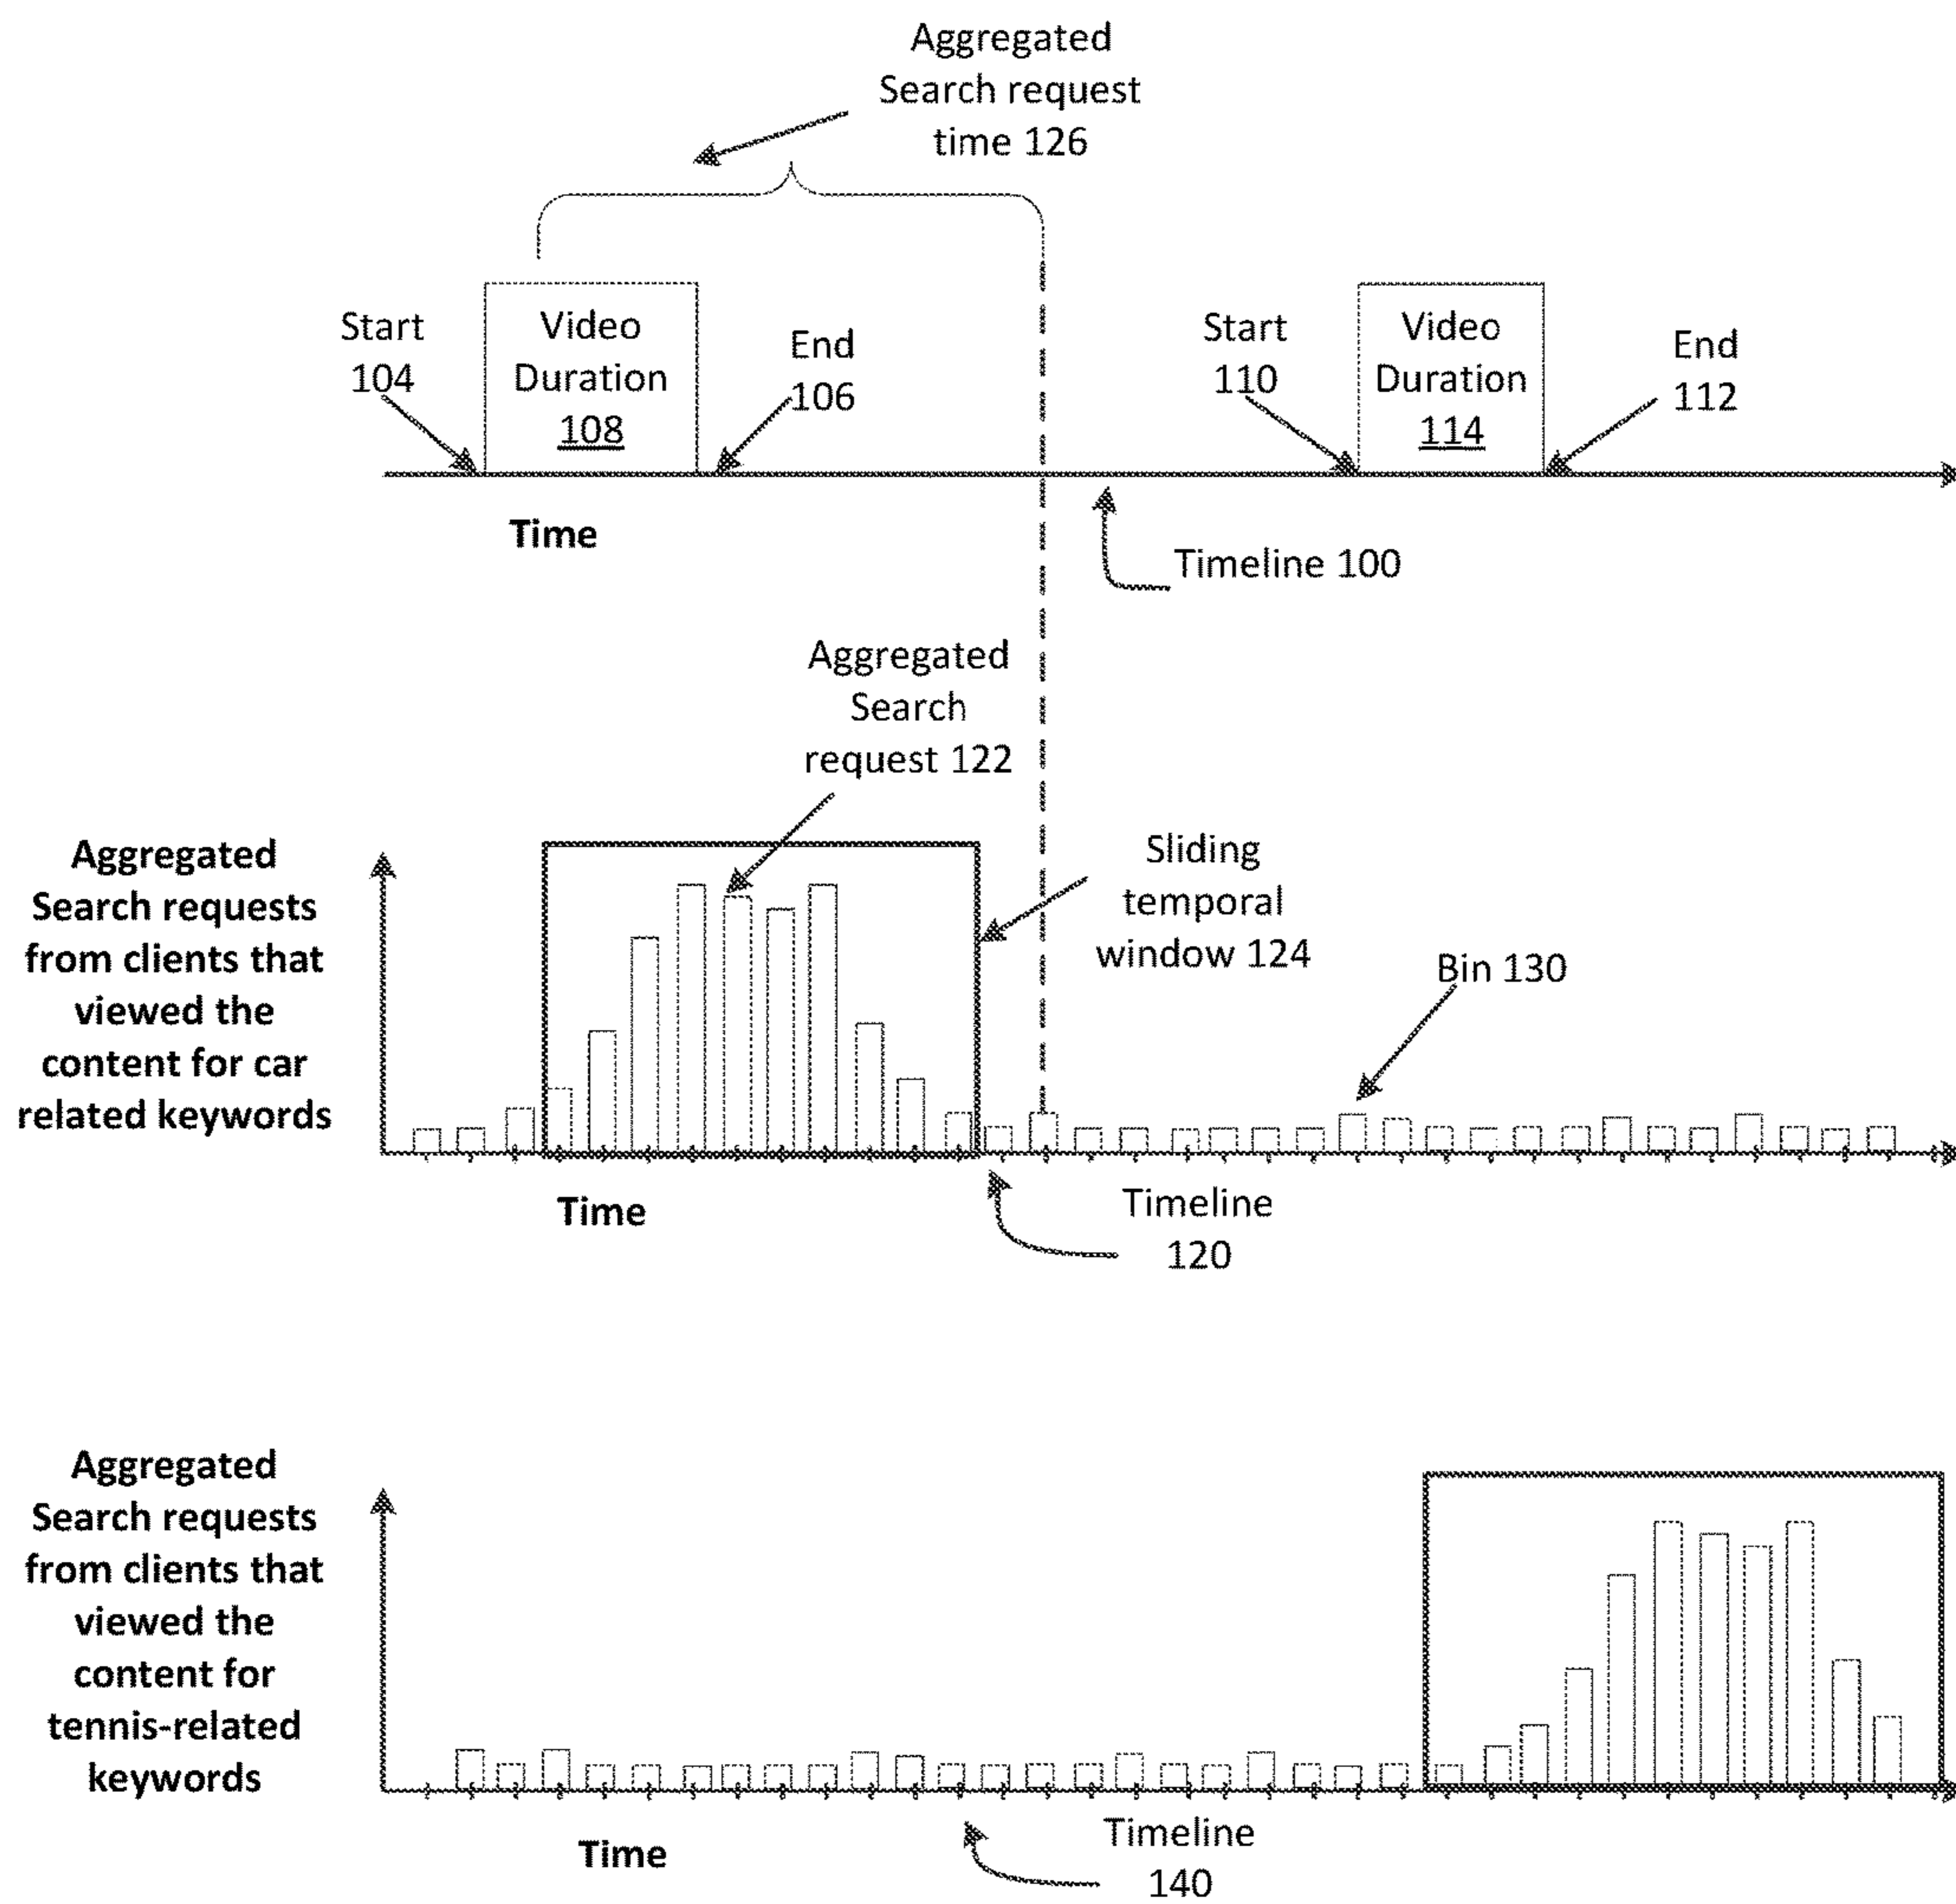 Aggregated
Search request
time 126
Start
104
Video
Duration
108
End
106
Start
110
Video
Duration
114
End
112
Time
Timeline 100
Aggregated
Search
request 122
Aggregated
Search requests
from clients that
viewed the
content for car
related keywords
Sliding
temporal
window 124
Bin 130
Time
Timeline
120
Aggregated
Search requests
from clients that
viewed the
content for
tennis-related
keywords
Time
Timeline
140